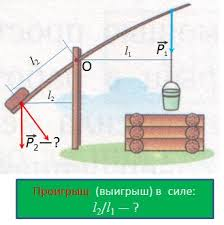 l₂
O
l₁
P⃗₁
l₂
P⃗₂ – ?
Проигрыш (выигрыш) в силе:
l₂/l₁ – ?